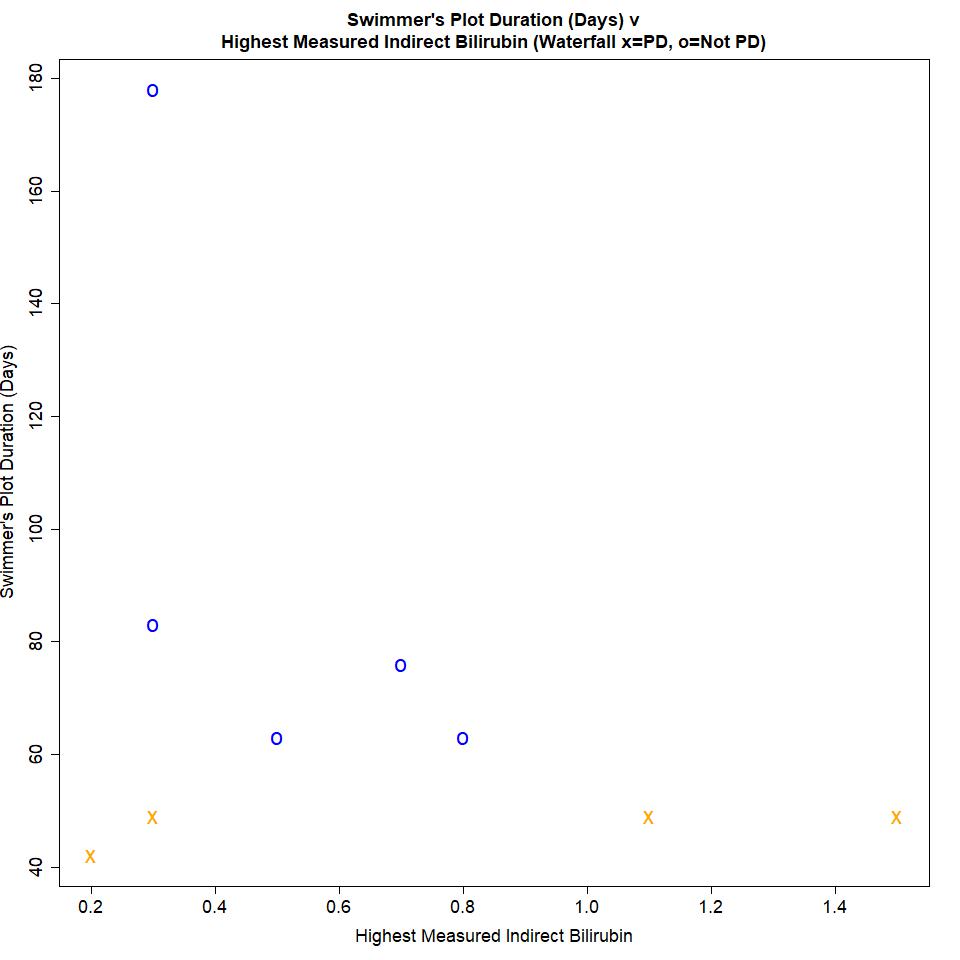 Swimmer's Plot Duration (Days) v
Highest Measured Indirect Bilirubin (Waterfall x=PD, o=Not PD)
Swimmer's Plot Duration (Days)
180
160
140
120
100
80
60
40
o
o
o
o
o
x
x
x
x
0.2 0.4 0.6 0.8 1.0 1.2 1.4
Highest Measured Indirect Bilirubin